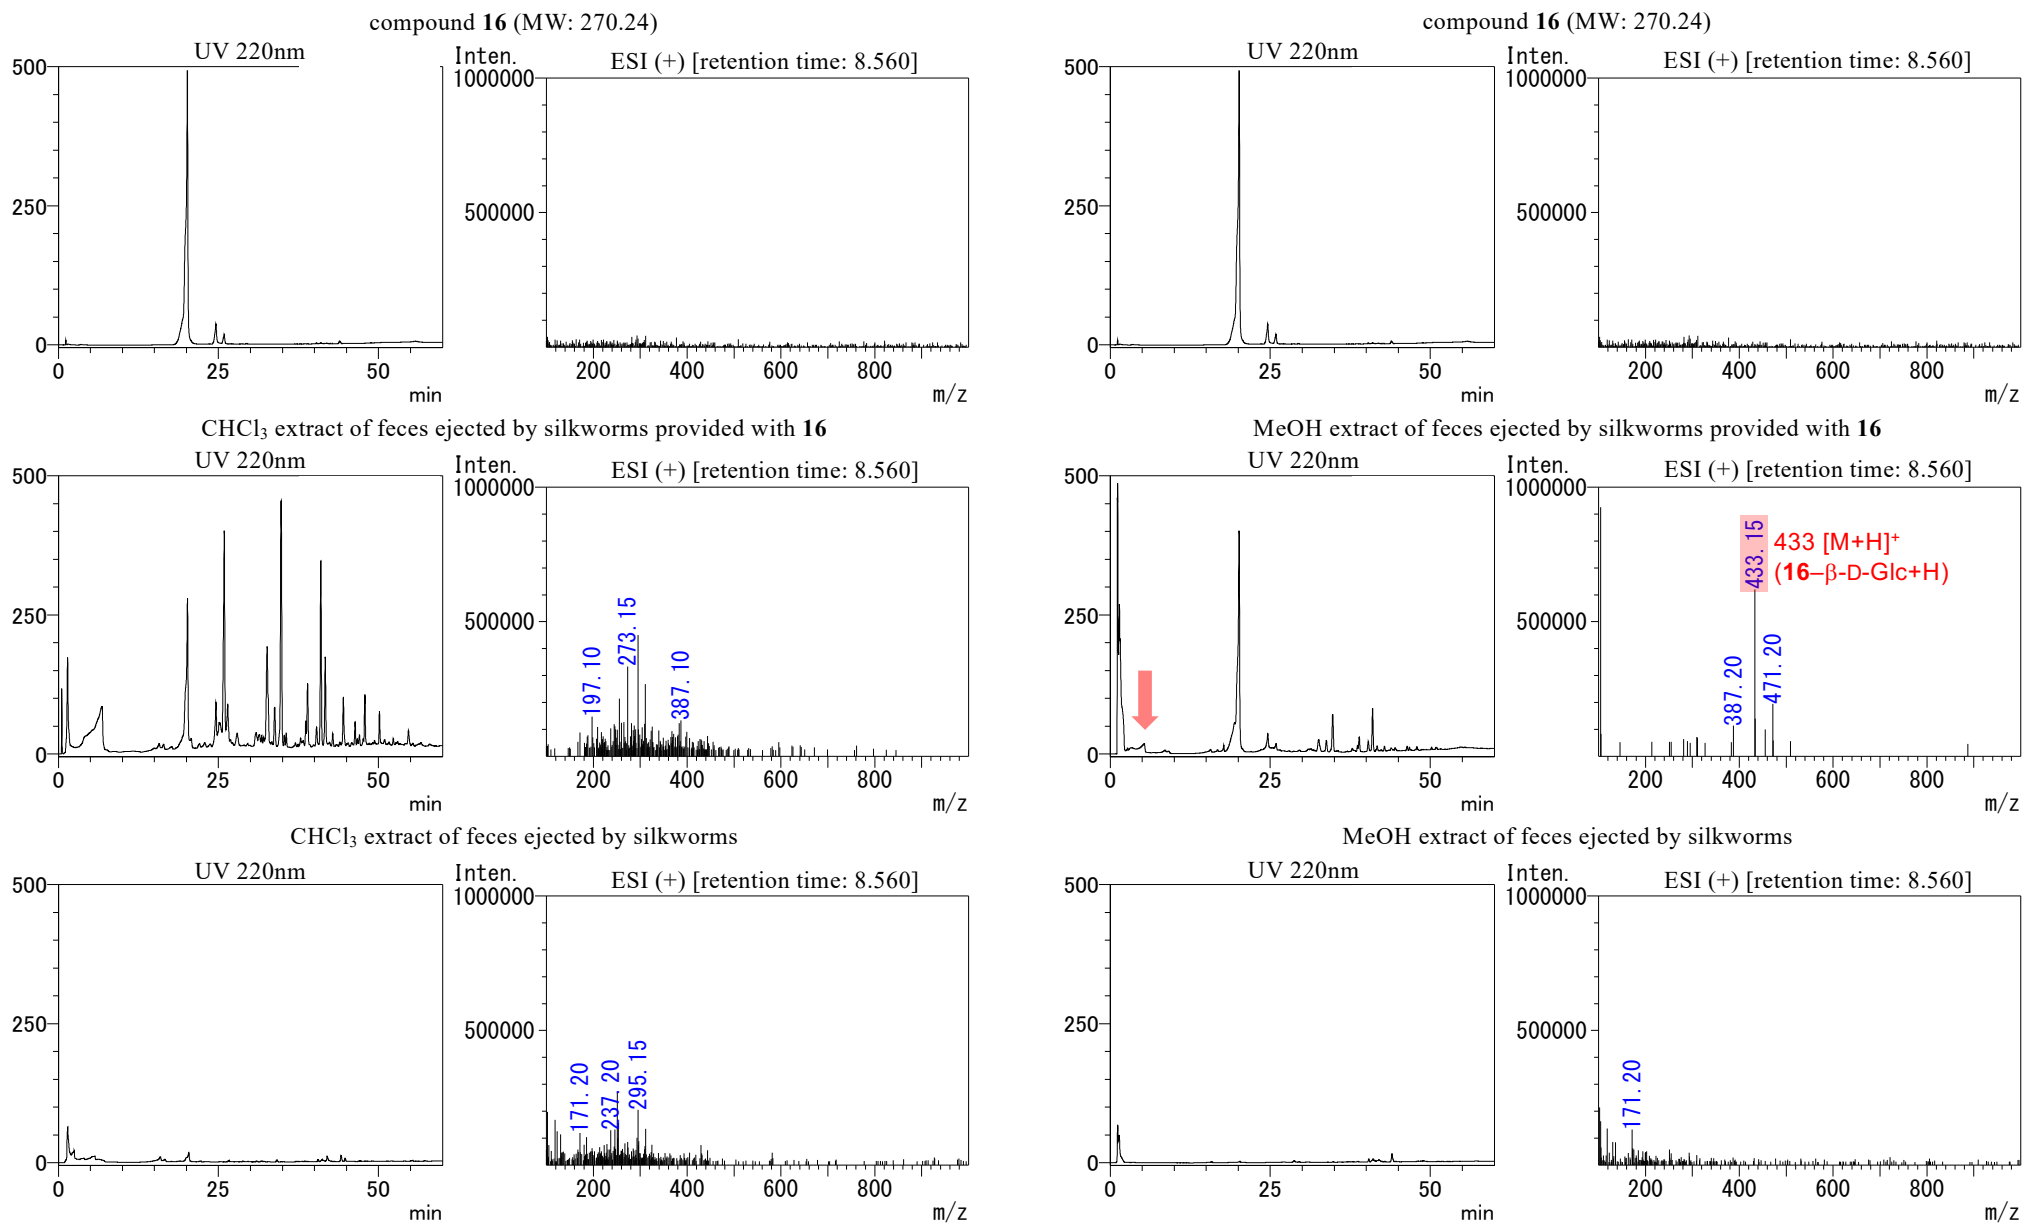 compound 16 (MW: 270.24)
UV 220nm
500
250
0
0 25 50
min
Inten.
ESI (+) [retention time: 8.560]
1000000
500000
200 400 600 800
m/z
compound 16 (MW: 270.24)
UV 220nm
500
250
0
0 25 50
min
Inten.
ESI (+) [retention time: 8.560]
1000000
500000
200 400 600 800
m/z
CHCl₃ extract of feces ejected by silkworms provided with 16
UV 220nm
500
250
0
0 25 50
min
Inten.
ESI (+) [retention time: 8.560]
1000000
500000
197.10
273.15
387.10
200 400 600 800
m/z
MeOH extract of feces ejected by silkworms provided with 16
UV 220nm
500
250
0
0 25 50
min
Inten.
ESI (+) [retention time: 8.560]
1000000
500000
387.20
433.15
471.20
433 [M+H]⁺
(16–β-D-Glc+H)
200 400 600 800
m/z
CHCl₃ extract of feces ejected by silkworms
UV 220nm
500
250
0
0 25 50
min
Inten.
ESI (+) [retention time: 8.560]
1000000
500000
171.20
237.20
295.15
200 400 600 800
m/z
MeOH extract of feces ejected by silkworms
UV 220nm
500
250
0
0 25 50
min
Inten.
ESI (+) [retention time: 8.560]
1000000
500000
171.20
200 400 600 800
m/z